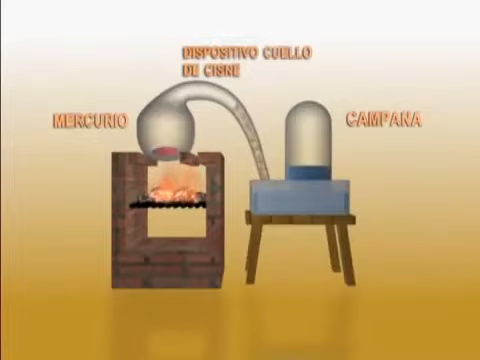 DISPOSITIVO CUELLO
DE CISNE
MERCURIO
CAMPANA